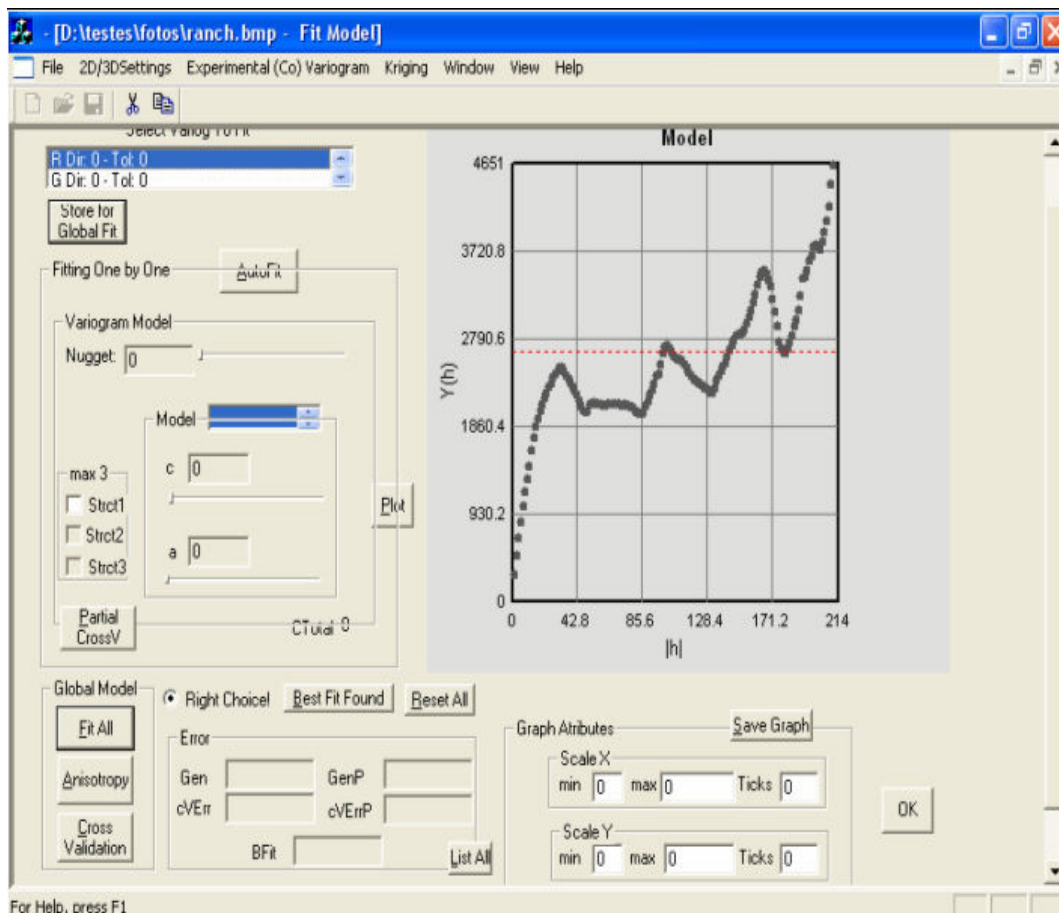 - [D:\testes\fotos\ranch.bmp - Fit Model]
File 2D/3DSettings Experimental (Co) Variogram Kriging Window View Help
Select Variog To Fit
R Dir: 0 - Tol: 0
G Dir: 0 - Tol: 0
Store for
Global Fit
Fitting One by One
AutoFit
Variogram Model
Nugget: 0
Model
max 3
c 0
Strct1
Strct2
Strct3
a 0
Plot
Partial
CrossV
CTotal 0
Model
4651
3720.8
2790.6
1860.4
930.2
0
Y(h)
0 42.8 85.6 128.4 171.2 214
|h|
Global Model
Fit All
Anisotropy
Cross
Validation
Right Choice! Best Fit Found Reset All
Error
Gen GenP
cVErr cVErrP
BFit
List All
Graph Atributes Save Graph
Scale X
min 0 max 0 Ticks 0
Scale Y
min 0 max 0 Ticks 0
OK
For Help, press F1